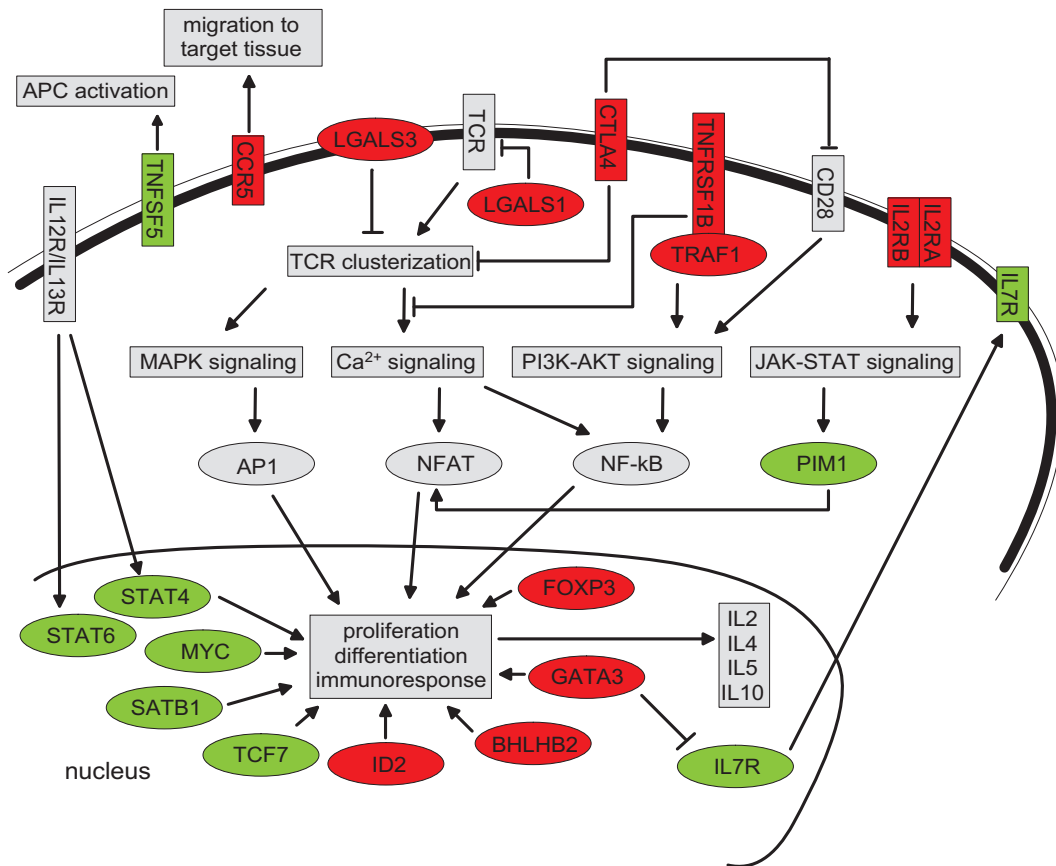 migration to
target tissue
APC activation
TNFSF5
CCR5
LGALS3
TCR
LGALS1
CTLA4
TNFRSF1B
TRAF1
CD28
IL2RB
IL2RA
IL7R
IL12R/IL13R
TCR clusterization
MAPK signaling
Ca²⁺ signaling
PI3K-AKT signaling
JAK-STAT signaling
AP1
NFAT
NF-kB
PIM1
STAT4
STAT6
MYC
SATB1
TCF7
ID2
BHLHB2
GATA3
FOXP3
proliferation
differentiation
immunoresponse
IL2
IL4
IL5
IL10
IL7R
nucleus